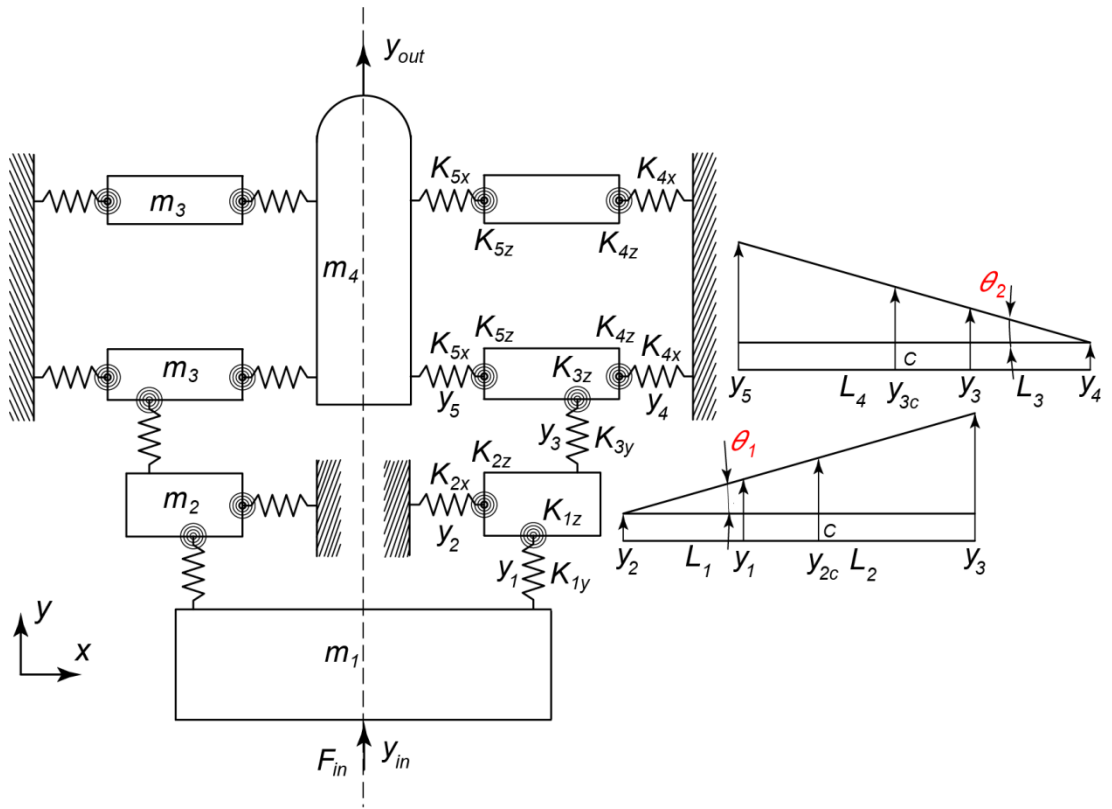 y_out
K_5x K_4x
m_3
K_5z K_4z
m_4
θ_2
K_5z K_4z
K_5x K_4x
m_3 K_3z
y_5 y_4
C
y_5 L_4 y_3c y_3 L_3 y_4
y_3 K_3y
θ_1
K_2z
K_2x
m_2
K_1z
y_2
C
y_2 L_1 y_1 y_2c L_2 y_3
y_1 K_1y
y
x
m_1
F_in y_in